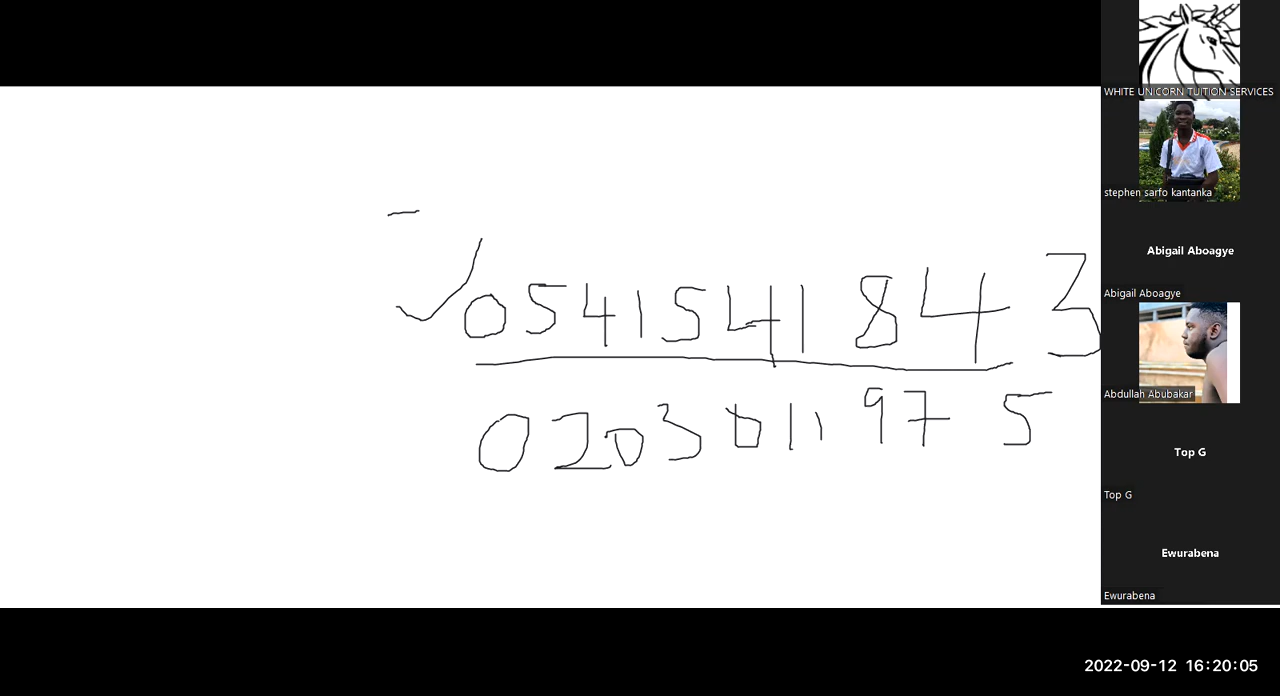 WHITE UNICORN TUITION SERVICES
stephen sarfo kantanka
Abigail Aboagye
Abigail Aboagye
0541541843
Abdullah Abubakar
0203011975
Top G
Top G
Ewurabena
Ewurabena
2022-09-12 16:20:05